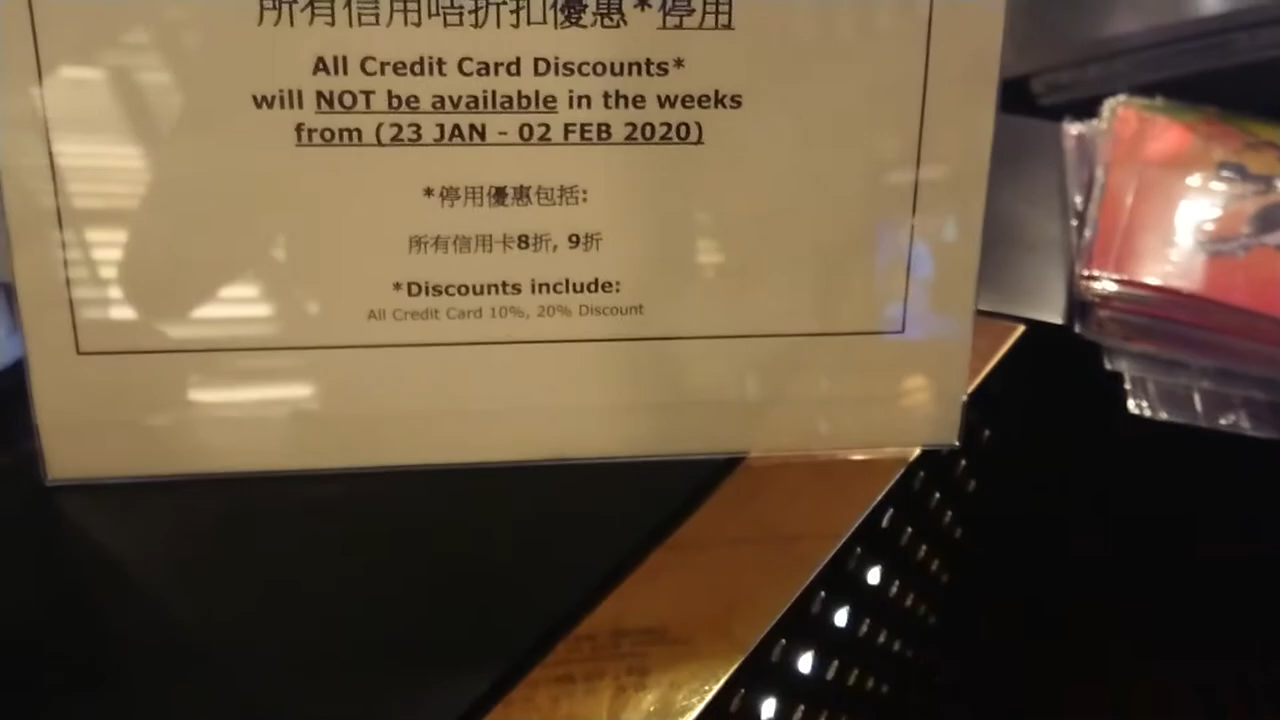 所有信用咭折扣優惠*停用
All Credit Card Discounts*
will NOT be available in the weeks
from (23 JAN - 02 FEB 2020)
*停用優惠包括:
所有信用卡8折, 9折
*Discounts include:
All Credit Card 10%, 20% Discount